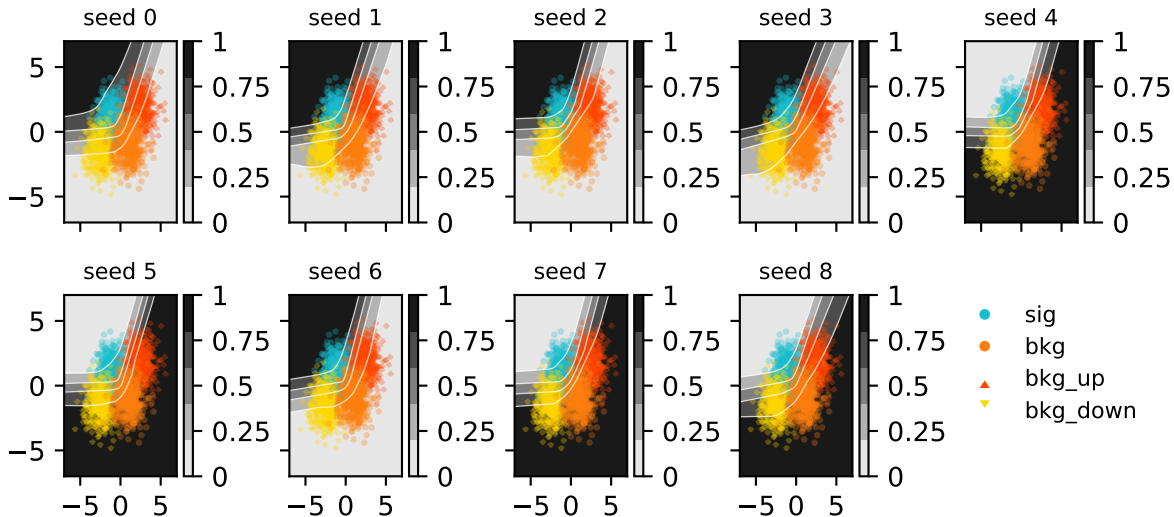 seed 0 seed 1 seed 2 seed 3 seed 4
5 1 1 1 1 1
0.75 0.75 0.75 0.75 0.75
0 0.5 0.5 0.5 0.5 0.5
0.25 0.25 0.25 0.25 0.25
−5 0 0 0 0 0
seed 5 seed 6 seed 7 seed 8
5 1 1 1 1
sig
0.75 0.75 0.75 0.75
bkg
0 0.5 0.5 0.5 0.5
bkg_up
bkg_down
0.25 0.25 0.25 0.25
−5 0 0 0 0
−5 0 5 −5 0 5 −5 0 5 −5 0 5